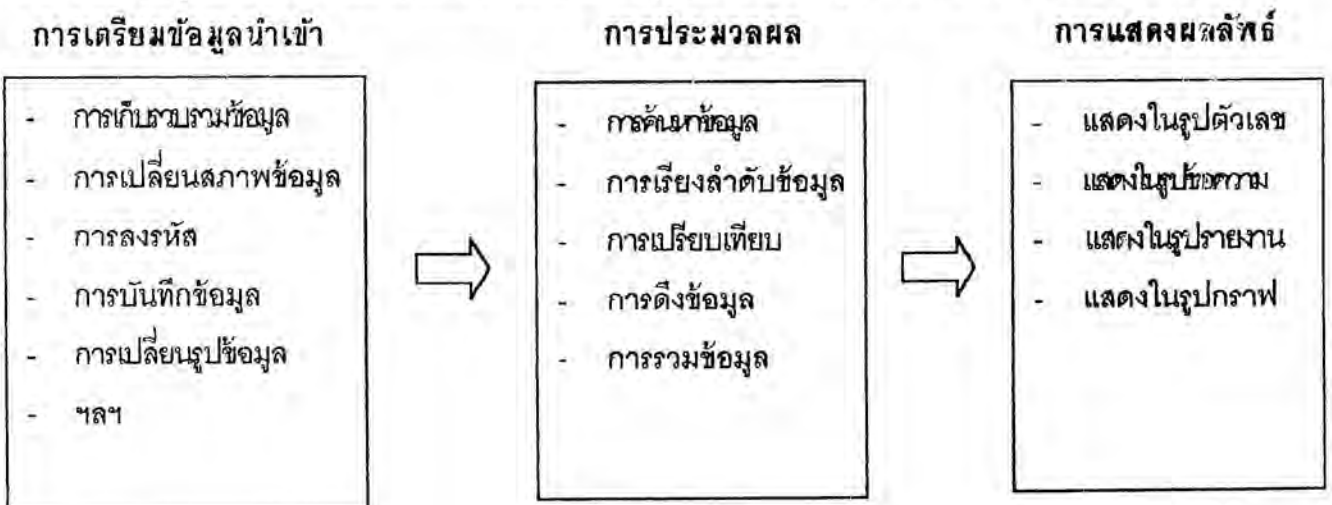 การเตรียมข้อมูลนำเข้า
- การเก็บรวบรวมข้อมูล
- การเปลี่ยนสภาพข้อมูล
- การลงรหัส
- การบันทึกข้อมูล
- การเปลี่ยนรูปข้อมูล
- ฯลฯ
การประมวลผล
- การค้นหาข้อมูล
- การเรียงลำดับข้อมูล
- การเปรียบเทียบ
- การดึงข้อมูล
- การรวมข้อมูล
การแสดงผลลัพธ์
- แสดงในรูปตัวเลข
- แสดงในรูปข้อความ
- แสดงในรูปรายงาน
- แสดงในรูปกราฟ